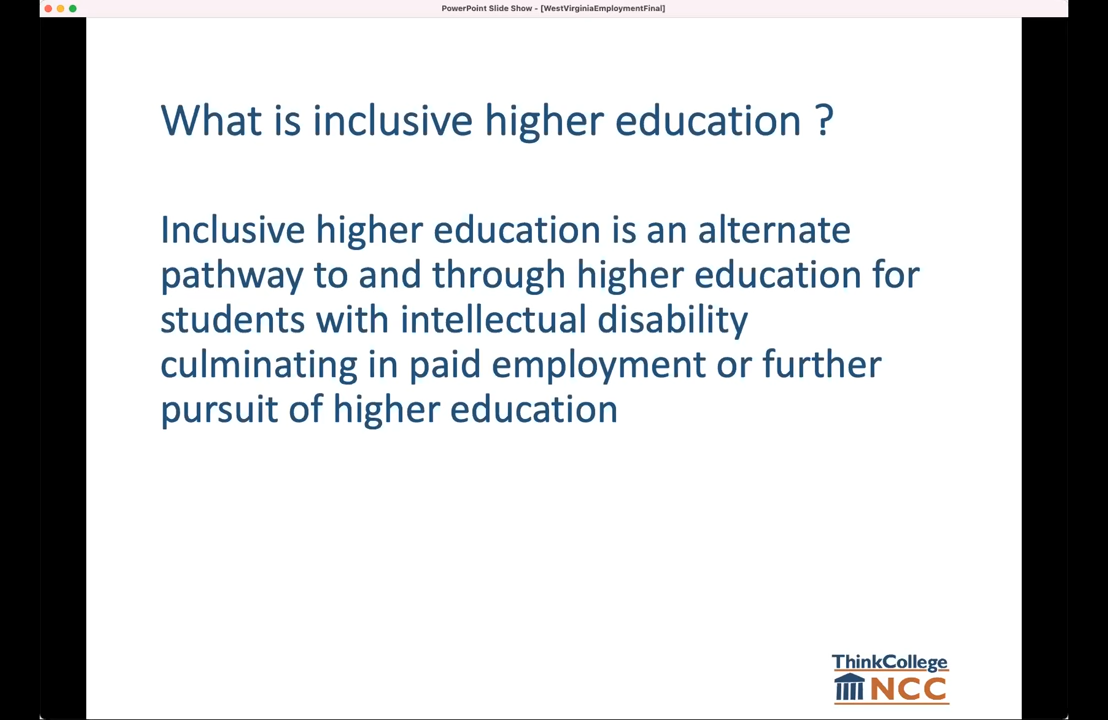 PowerPoint Slide Show - [WestVirginiaEmploymentFinal]
What is inclusive higher education ?
Inclusive higher education is an alternate
pathway to and through higher education for
students with intellectual disability
culminating in paid employment or further
pursuit of higher education
ThinkCollege
NCC